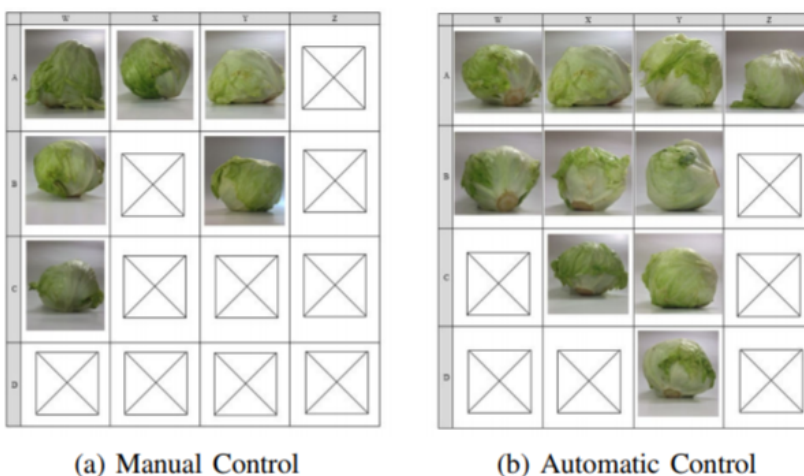 W X Y Z W X Y Z
A A
B B
C C
D D
(a) Manual Control (b) Automatic Control